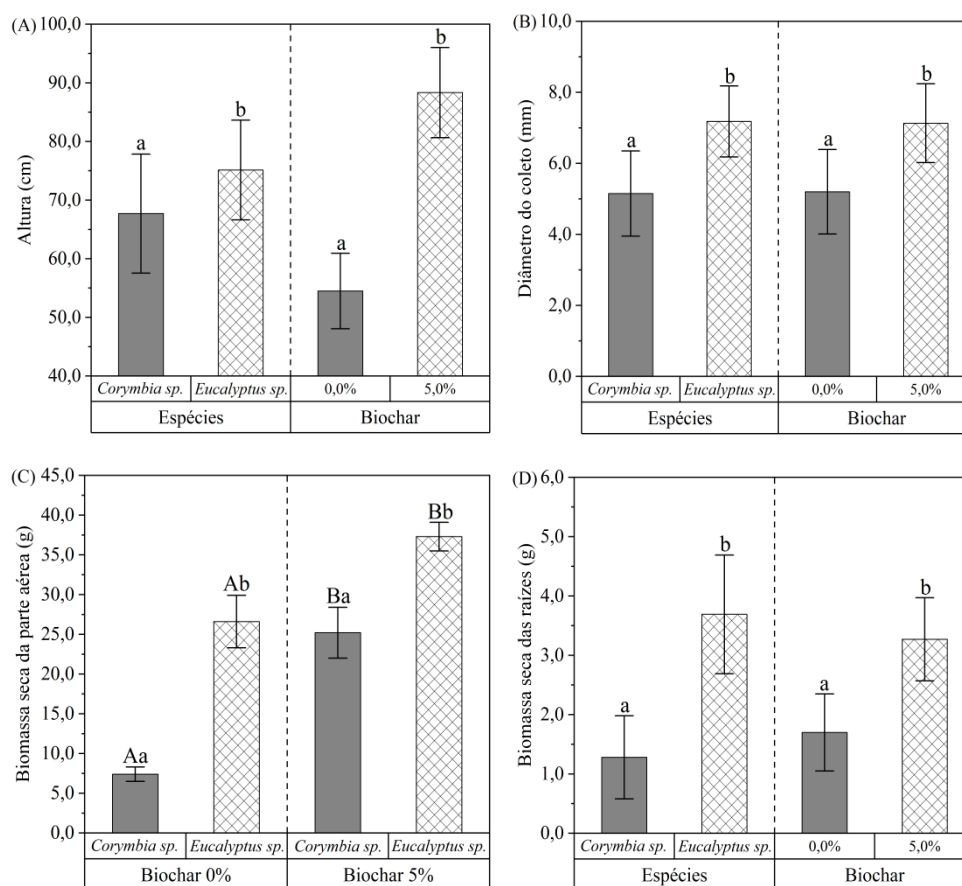 (A)
100,0
90,0
80,0
70,0
60,0
50,0
40,0
Altura (cm)
a
b
a
b
Corymbia sp. Eucalyptus sp. 0,0% 5,0%
Espécies Biochar
(B)
10,0
8,0
6,0
4,0
2,0
0,0
Diâmetro do coleto (mm)
a
b
a
b
Corymbia sp. Eucalyptus sp. 0,0% 5,0%
Espécies Biochar
(C)
45,0
40,0
35,0
30,0
25,0
20,0
15,0
10,0
5,0
0,0
Biomassa seca da parte aérea (g)
Aa
Ab
Ba
Bb
Corymbia sp. Eucalyptus sp. Corymbia sp. Eucalyptus sp.
Biochar 0% Biochar 5%
(D)
6,0
5,0
4,0
3,0
2,0
1,0
0,0
Biomassa seca das raízes (g)
a
b
a
b
Corymbia sp. Eucalyptus sp. 0,0% 5,0%
Espécies Biochar